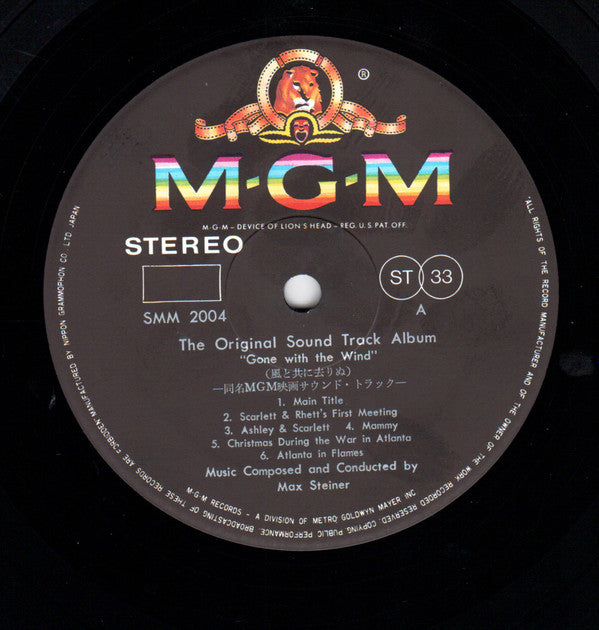 ®
M·G·M
M·G·M – DEVICE OF LION'S HEAD – REG. U.S. PAT. OFF.
STEREO
SMM 2004
ST 33
A
The Original Sound Track Album
"Gone with the Wind"
(風と共に去りぬ)
—同名MGM映画サウンド・トラック—
1. Main Title
2. Scarlett & Rhett's First Meeting
3. Ashley & Scarlett 4. Mammy
5. Christmas During the War in Atlanta
6. Atlanta in Flames
Music Composed and Conducted by
Max Steiner
"ALL RIGHTS OF THE RECORD MANUFACTURER AND OF THE OWNER OF THE WORK RECORDED RESERVED. COPYING PUBLIC PERFORMANCE, BROADCASTING OF THESE RECORDS ARE FORBIDDEN" MANUFACTURED BY NIPPON GRAMMOPHON CO., LTD JAPAN
M·G·M RECORDS – A DIVISION OF METRO GOLDWYN MAYER INC